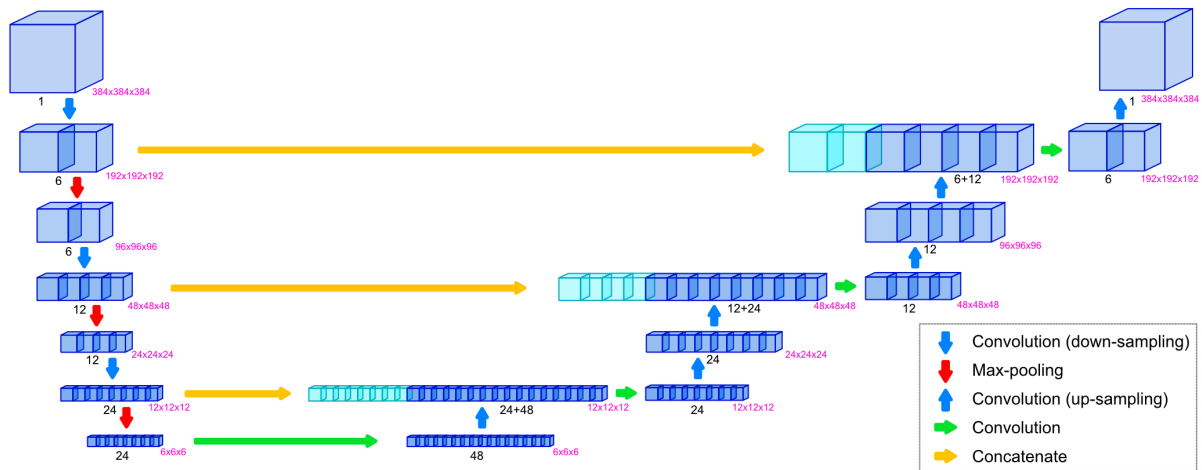 1
384x384x384
6
192x192x192
6
96x96x96
12
48x48x48
12
24x24x24
24
12x12x12
24
6x6x6
48
6x6x6
24+48
12x12x12
24
12x12x12
24
24x24x24
12+24
48x48x48
12
48x48x48
12
96x96x96
6+12
192x192x192
6
192x192x192
1
384x384x384
Convolution (down-sampling)
Max-pooling
Convolution (up-sampling)
Convolution
Concatenate